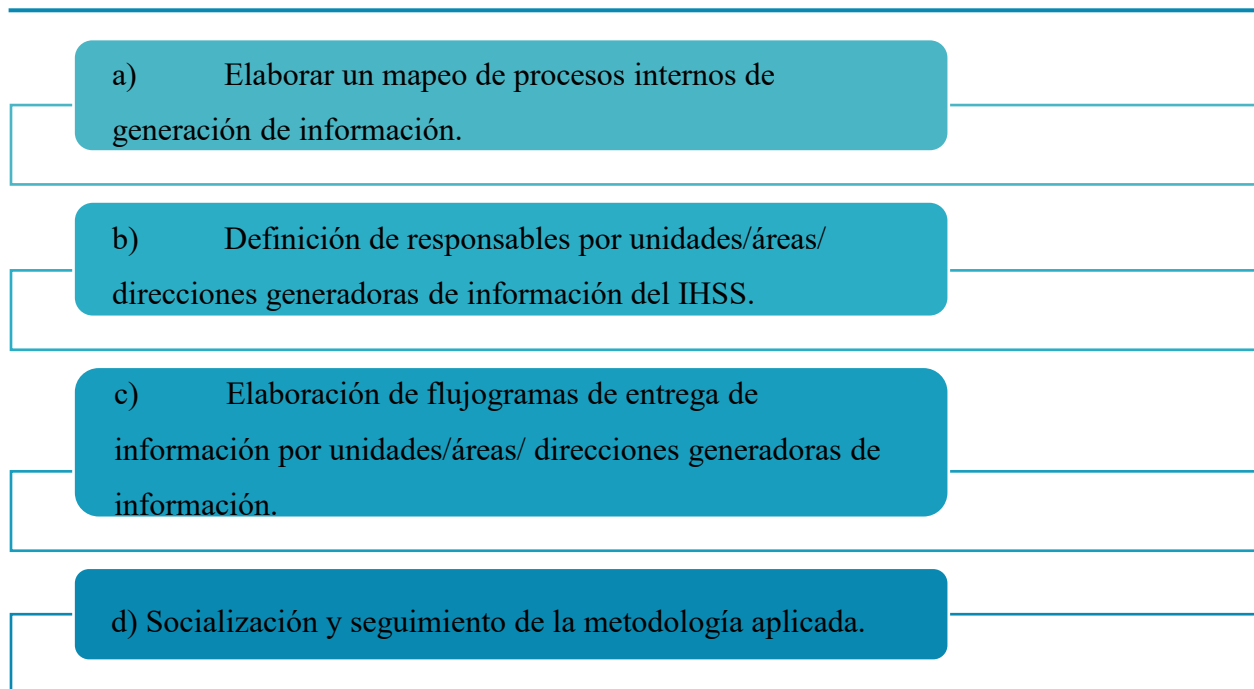 a) Elaborar un mapeo de procesos internos de
generación de información.
b) Definición de responsables por unidades/áreas/
direcciones generadoras de información del IHSS.
c) Elaboración de flujogramas de entrega de
información por unidades/áreas/ direcciones generadoras de
información.
d) Socialización y seguimiento de la metodología aplicada.